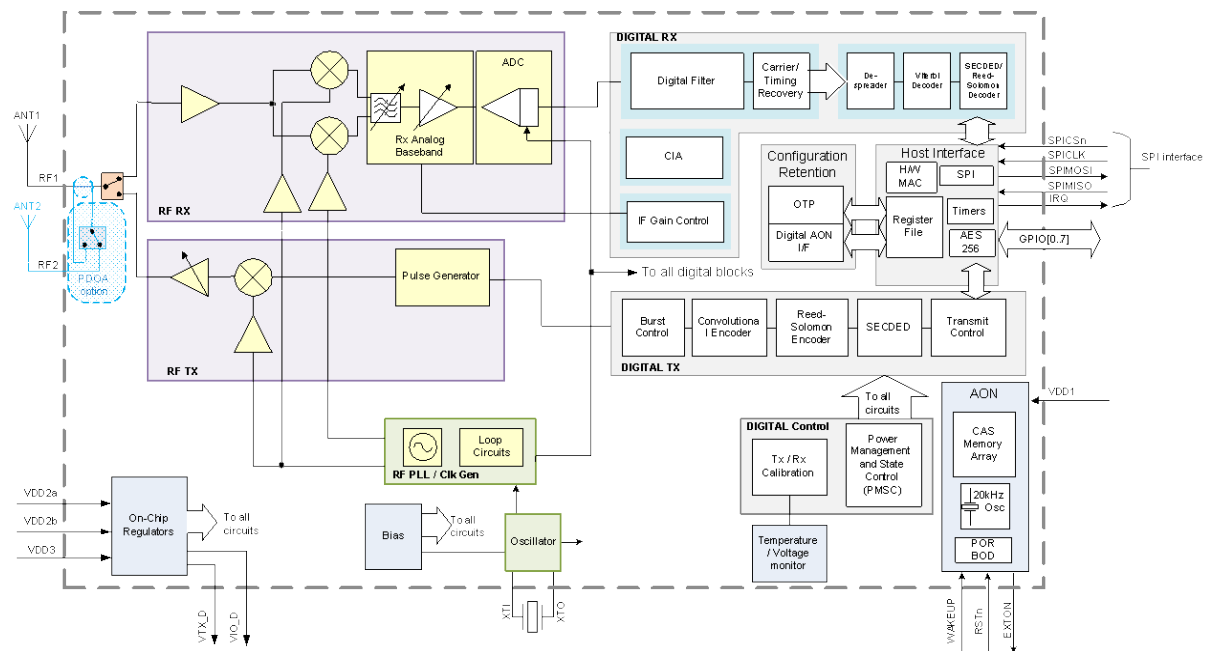 DIGITAL RX
ADC
Digital Filter
Carrier/
Timing
Recovery
De-
spreader
Viterbi
Decoder
SECDED/
Reed-
Solomon
Decoder
ANT1
Rx Analog
Baseband
CIA
Configuration
Retention
Host Interface
H/W
MAC
SPI
SPICSn
SPICLK
SPIMOSI
SPIMISO
IRQ
SPI interface
RF1
ANT2
RF RX
IF Gain Control
OTP
Digital AON
I/F
Register
File
Timers
AES
256
GPIO[0..7]
RF2
PDOA
option
Pulse Generator
To all digital blocks
Burst
Control
Convolutiona
l Encoder
Reed-
Solomon
Encoder
SECDED
Transmit
Control
RF TX
DIGITAL TX
To all
circuits
AON
VDD1
DIGITAL Control
Loop
Circuits
RF PLL / Clk Gen
Tx / Rx
Calibration
Power
Management
and State
Control
(PMSC)
CAS
Memory
Array
VDD2a
VDD2b
VDD3
On-Chip
Regulators
To all
circuits
Bias
To all
circuits
Oscillator
Temperature
/ Voltage
monitor
20kHz
Osc
POR
BOD
XTI
XTO
VTX_D
VIO_D
WAKEUP
RSTn
EXTON